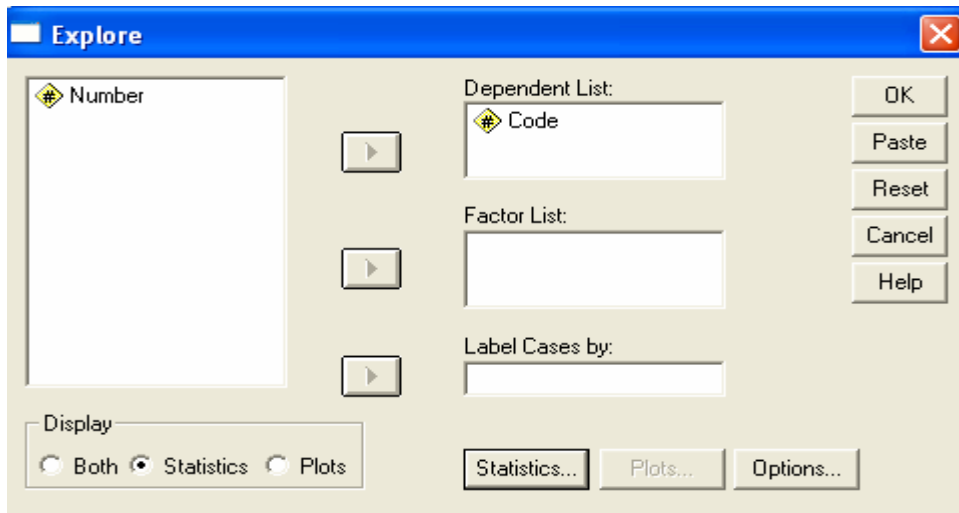 Explore
Number
Dependent List:
Code
Factor List:
Label Cases by:
OK
Paste
Reset
Cancel
Help
Display
Both Statistics Plots
Statistics... Plots... Options...